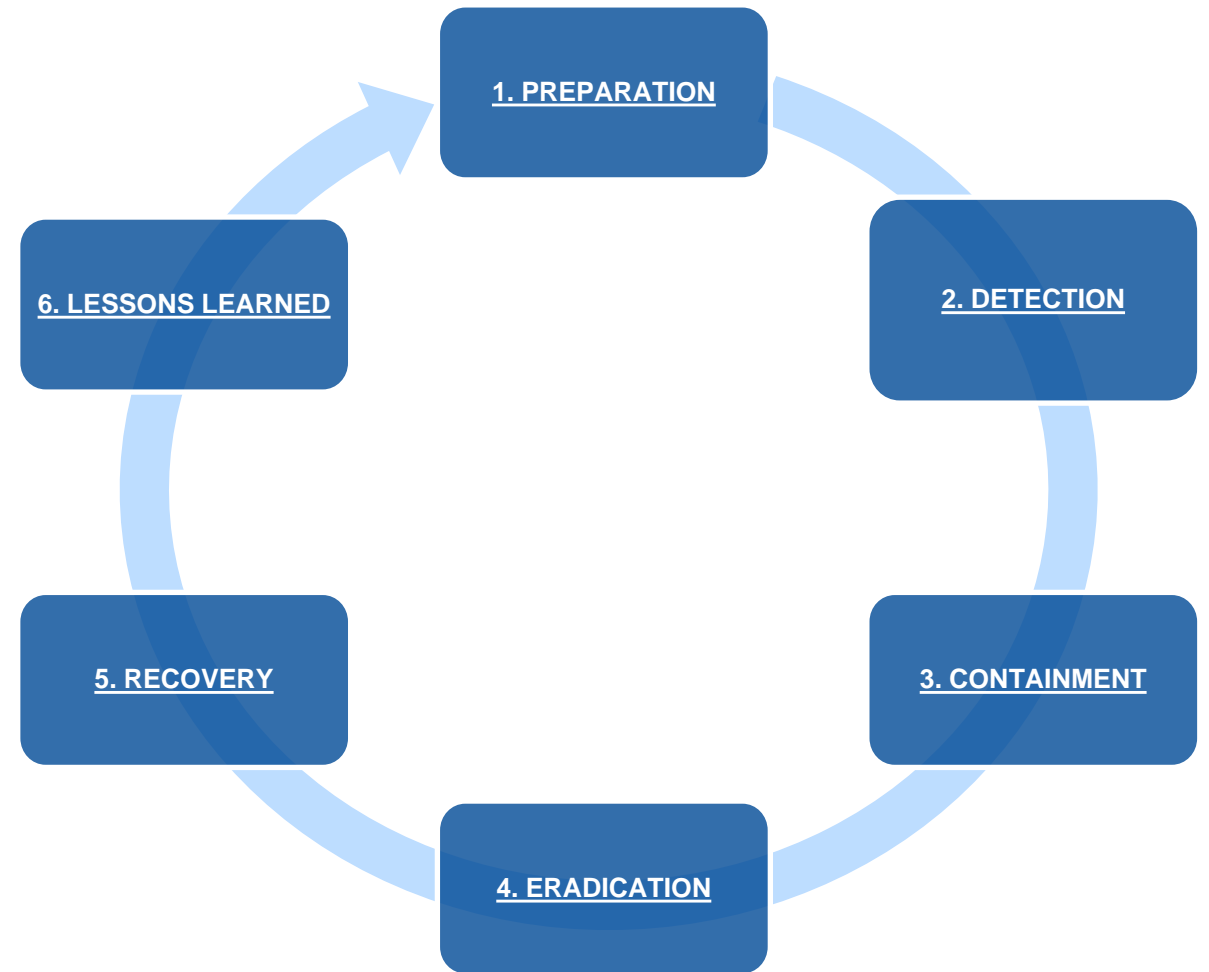 1. PREPARATION
2. DETECTION
3. CONTAINMENT
4. ERADICATION
5. RECOVERY
6. LESSONS LEARNED